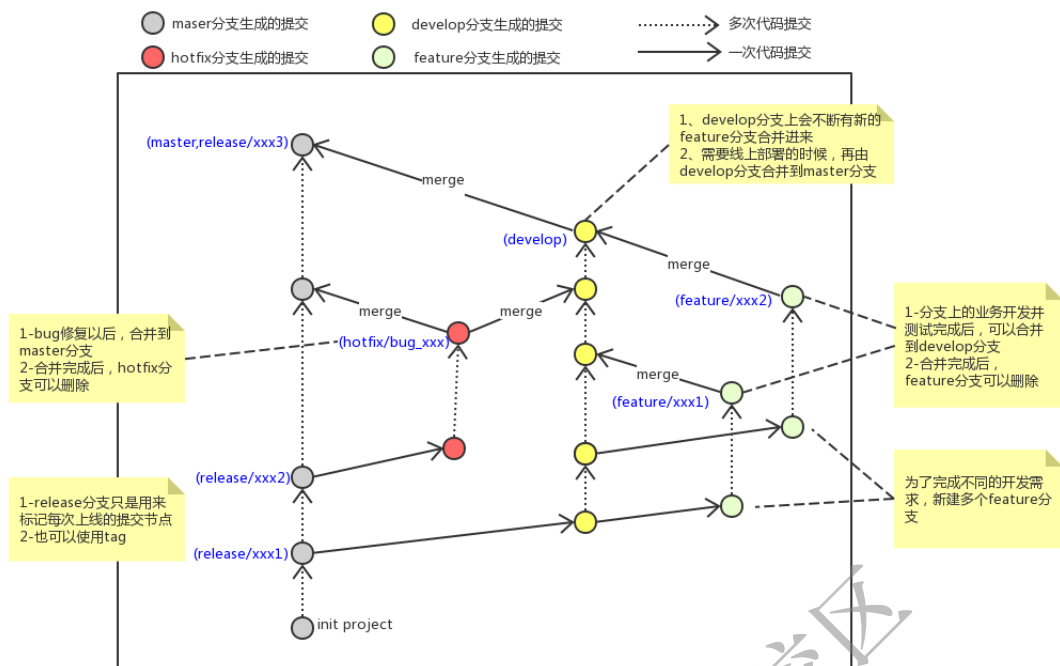 maser分支生成的提交
develop分支生成的提交
多次代码提交
hotfix分支生成的提交
feature分支生成的提交
一次代码提交
1、develop分支上会不断有新的
feature分支合并进来
2、需要线上部署的时候，再由
develop分支合并到master分支
(master,release/xxx3)
merge
(develop)
merge
(feature/xxx2)
1-分支上的业务开发并
测试完成后，可以合并
到develop分支
2-合并完成后，
feature分支可以删除
merge
merge
1-bug修复以后，合并到
master分支
2-合并完成后，hotfix分
支可以删除
(hotfix/bug_xxx)
merge
(feature/xxx1)
(release/xxx2)
为了完成不同的开发需
求，新建多个feature分
支
1-release分支只是用来
标记每次上线的提交节点
2-也可以使用tag
(release/xxx1)
init project
区